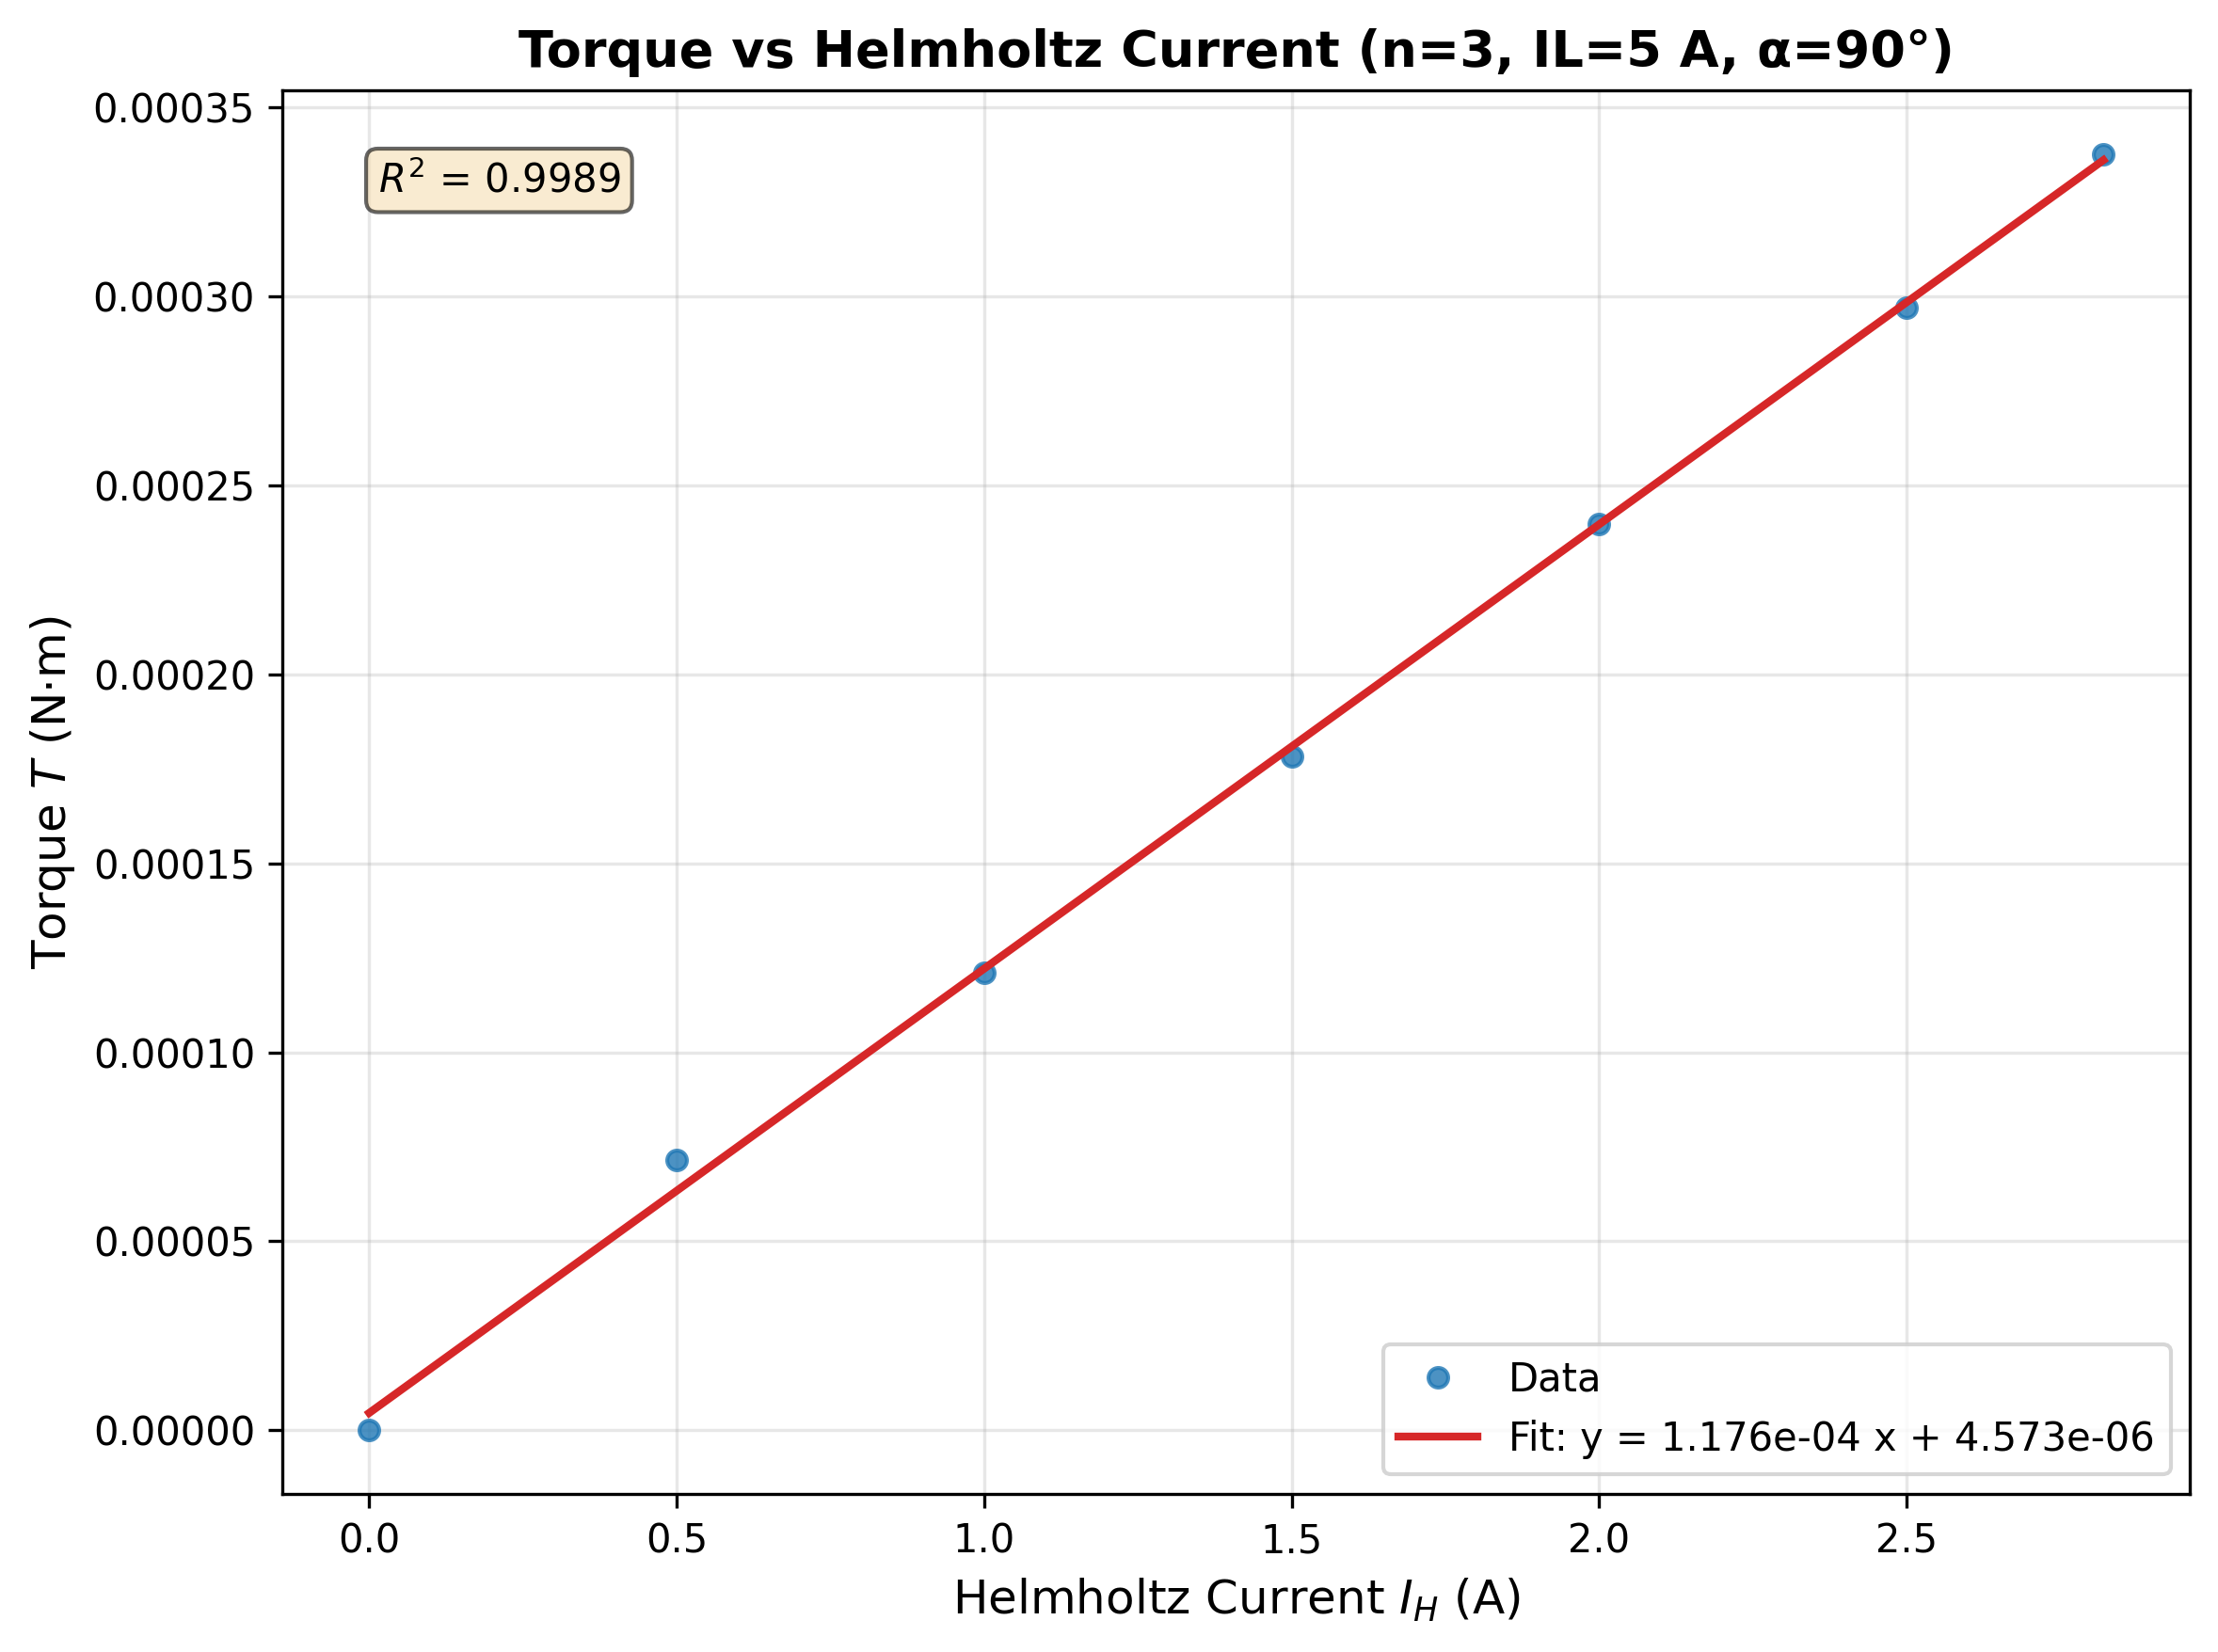 Torque vs Helmholtz Current (n=3, IL=5 A, α=90°)
R² = 0.9989
0.00035
0.00030
0.00025
0.00020
0.00015
0.00010
0.00005
0.00000
Torque T (N·m)
Data
Fit: y = 1.176e-04 x + 4.573e-06
0.0 0.5 1.0 1.5 2.0 2.5
Helmholtz Current I_H (A)